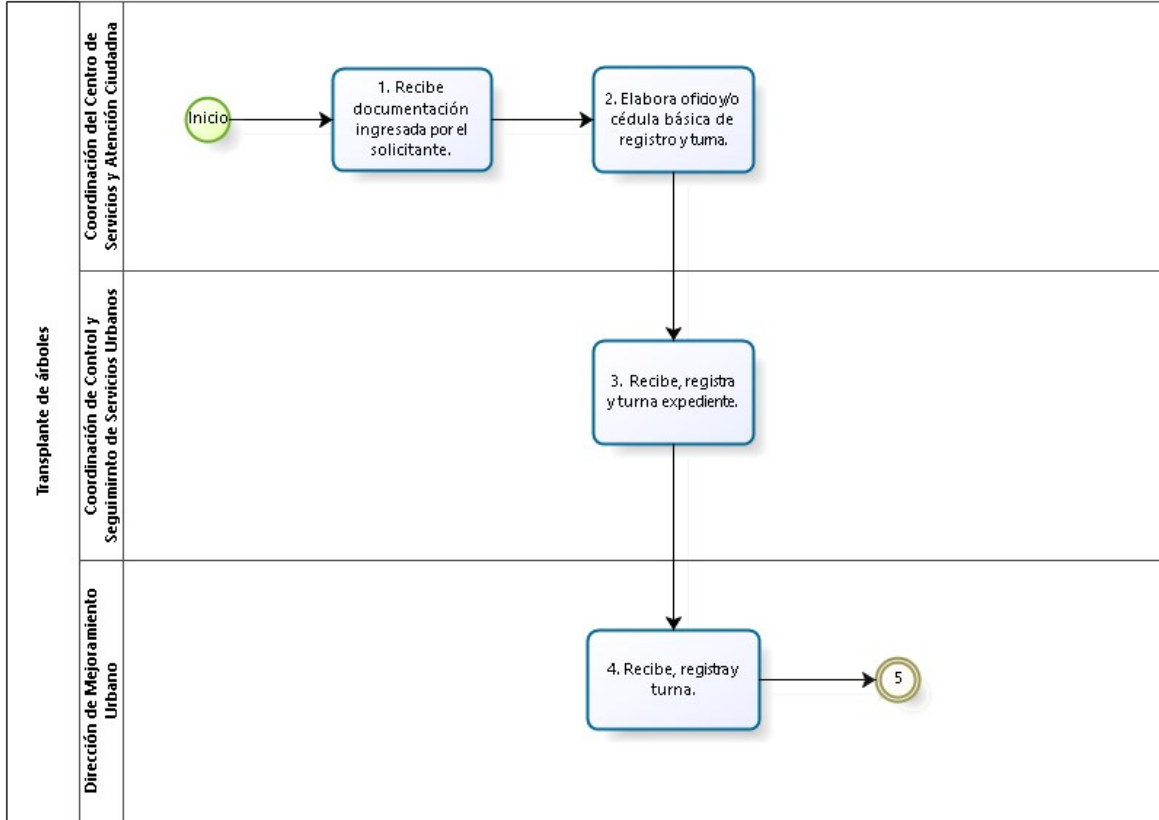 Transplante de árboles
Coordinación del Centro de
Servicios y Atención Ciudadna
Inicio
1. Recibe
documentación
ingresada por el
solicitante.
2. Elabora oficio y/o
cédula básica de
registro y turna.
Coordinación de Control y
Seguimirnto de Servicios Urbanos
3. Recibe, registra
y turna expediente.
Dirección de Mejoramiento
Urbano
4. Recibe, registra y
turna.
5